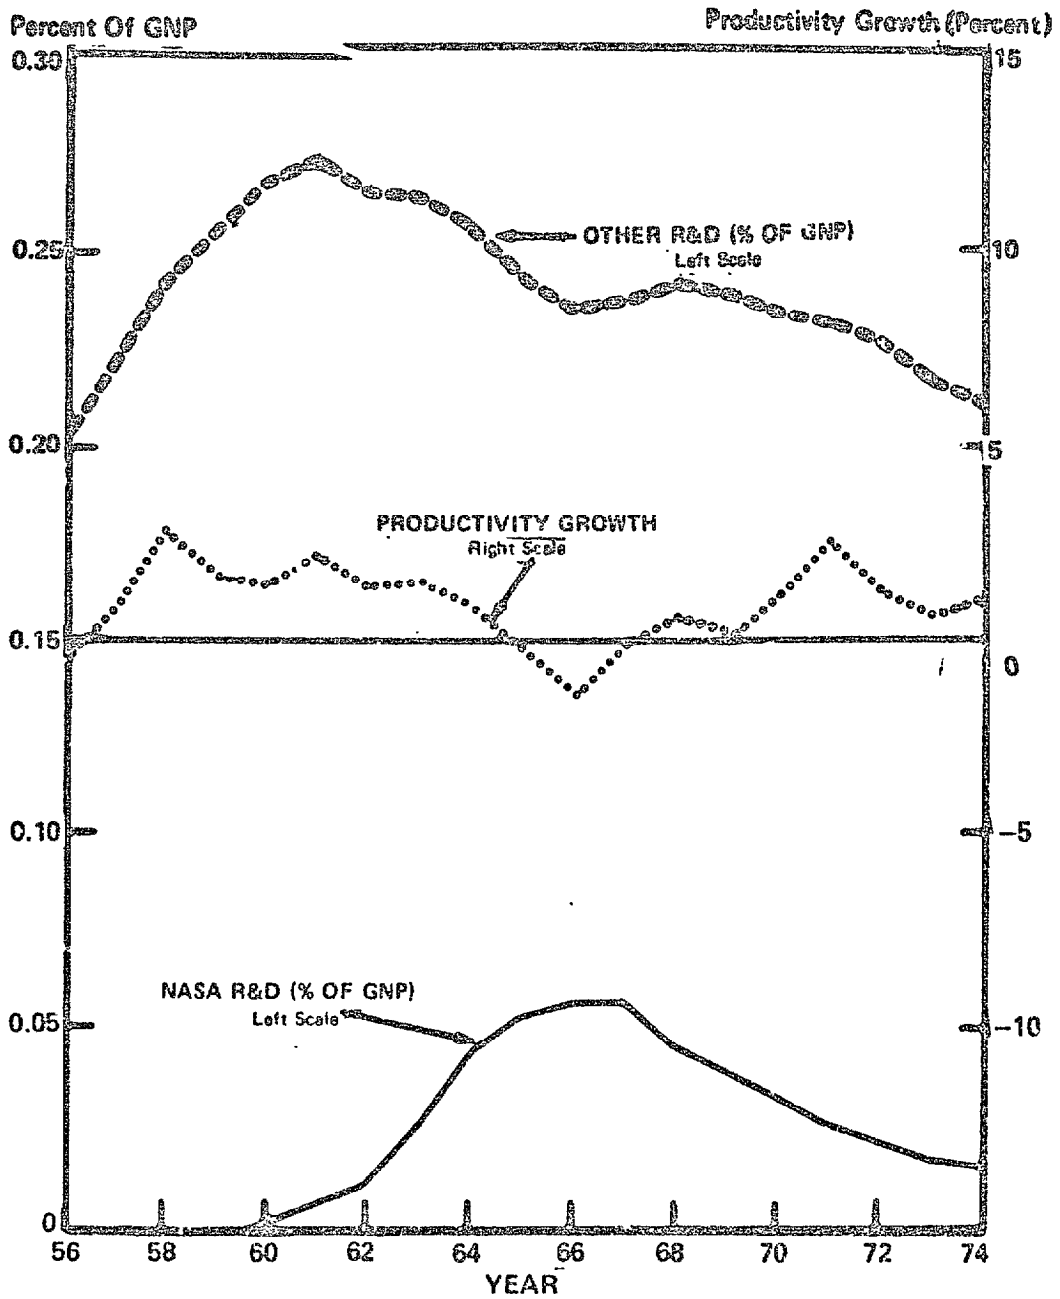 Percent Of GNP
Productivity Growth (Percent)
0.30
15
OTHER R&D (% OF GNP)
Left Scale
0.25
10
0.20
5
PRODUCTIVITY GROWTH
Right Scale
0.15
0
0.10
-5
NASA R&D (% OF GNP)
Left Scale
0.05
-10
0
56 58 60 62 64 66 68 70 72 74
YEAR